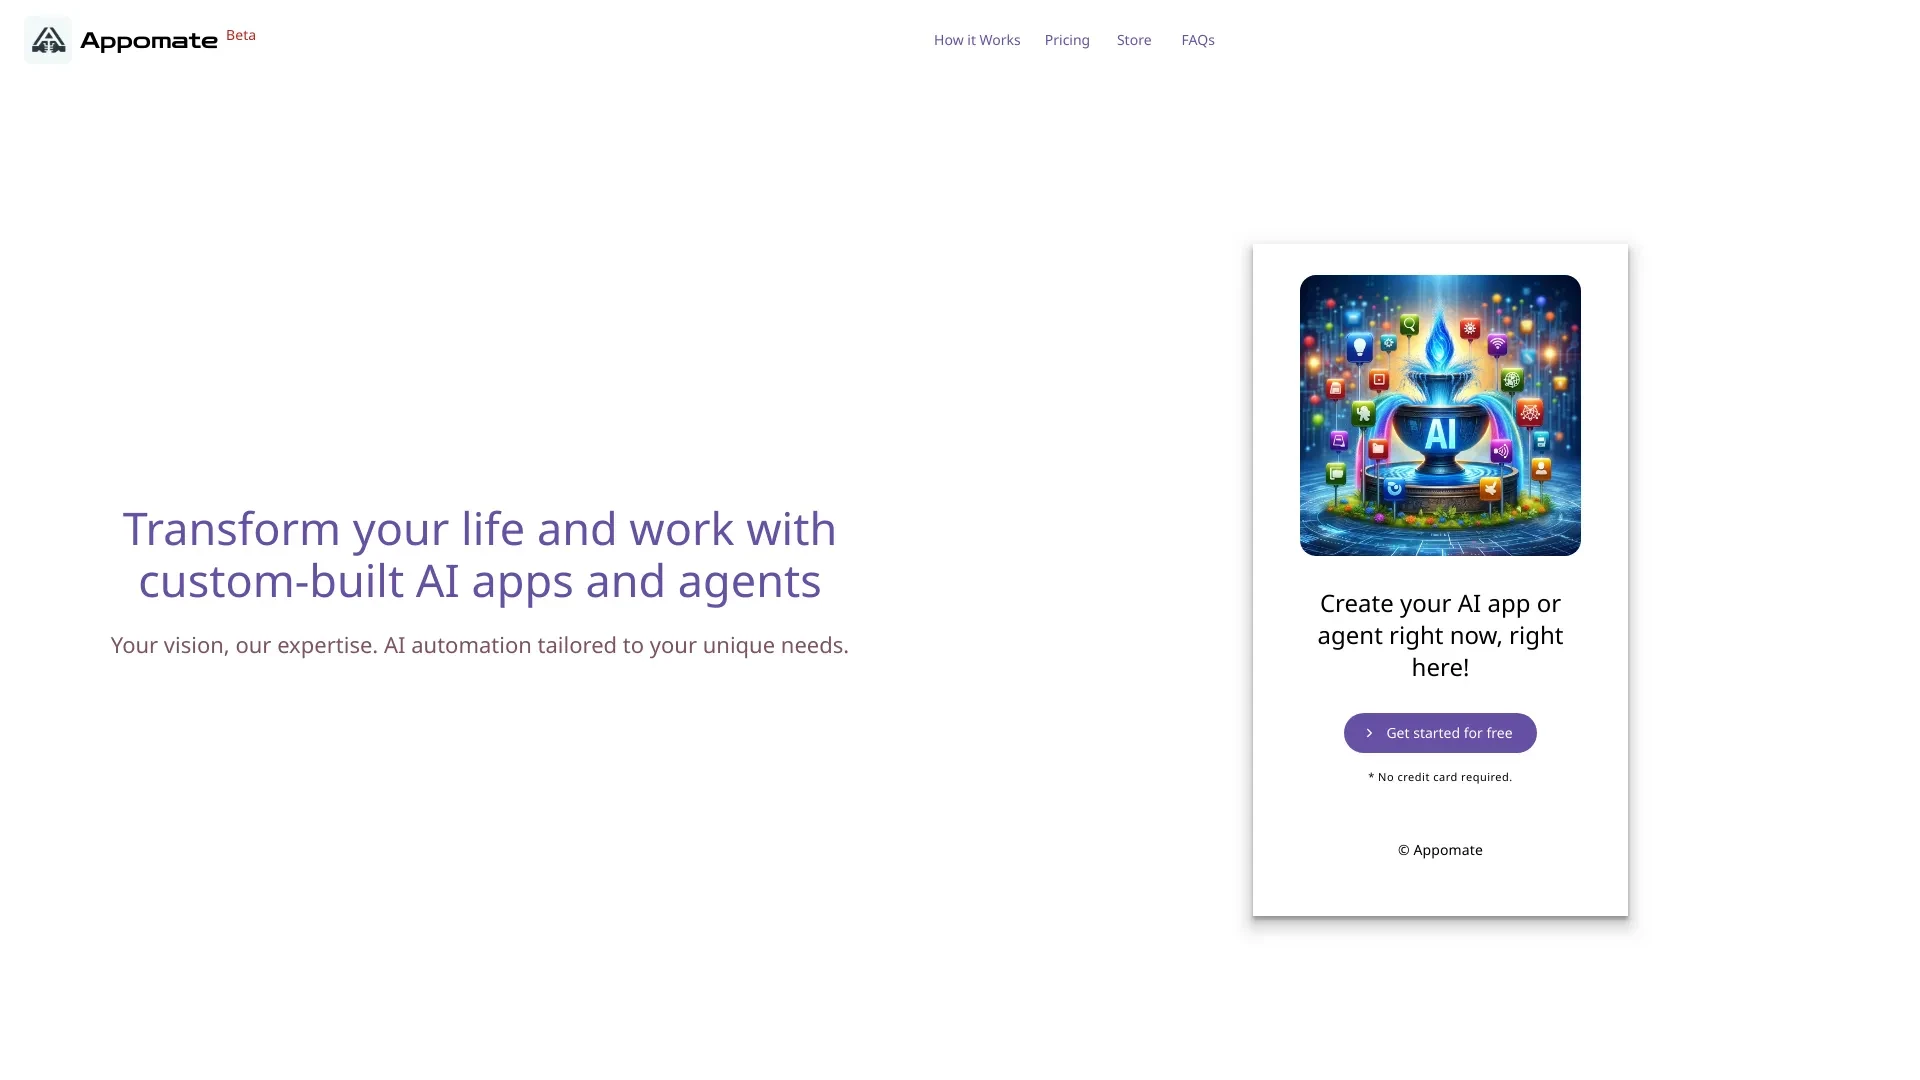 Appomate Beta
How it Works Pricing Store FAQs
Transform your life and work with
custom-built AI apps and agents
Your vision, our expertise. AI automation tailored to your unique needs.
AI
Create your AI app or
agent right now, right
here!
Get started for free
* No credit card required.
© Appomate